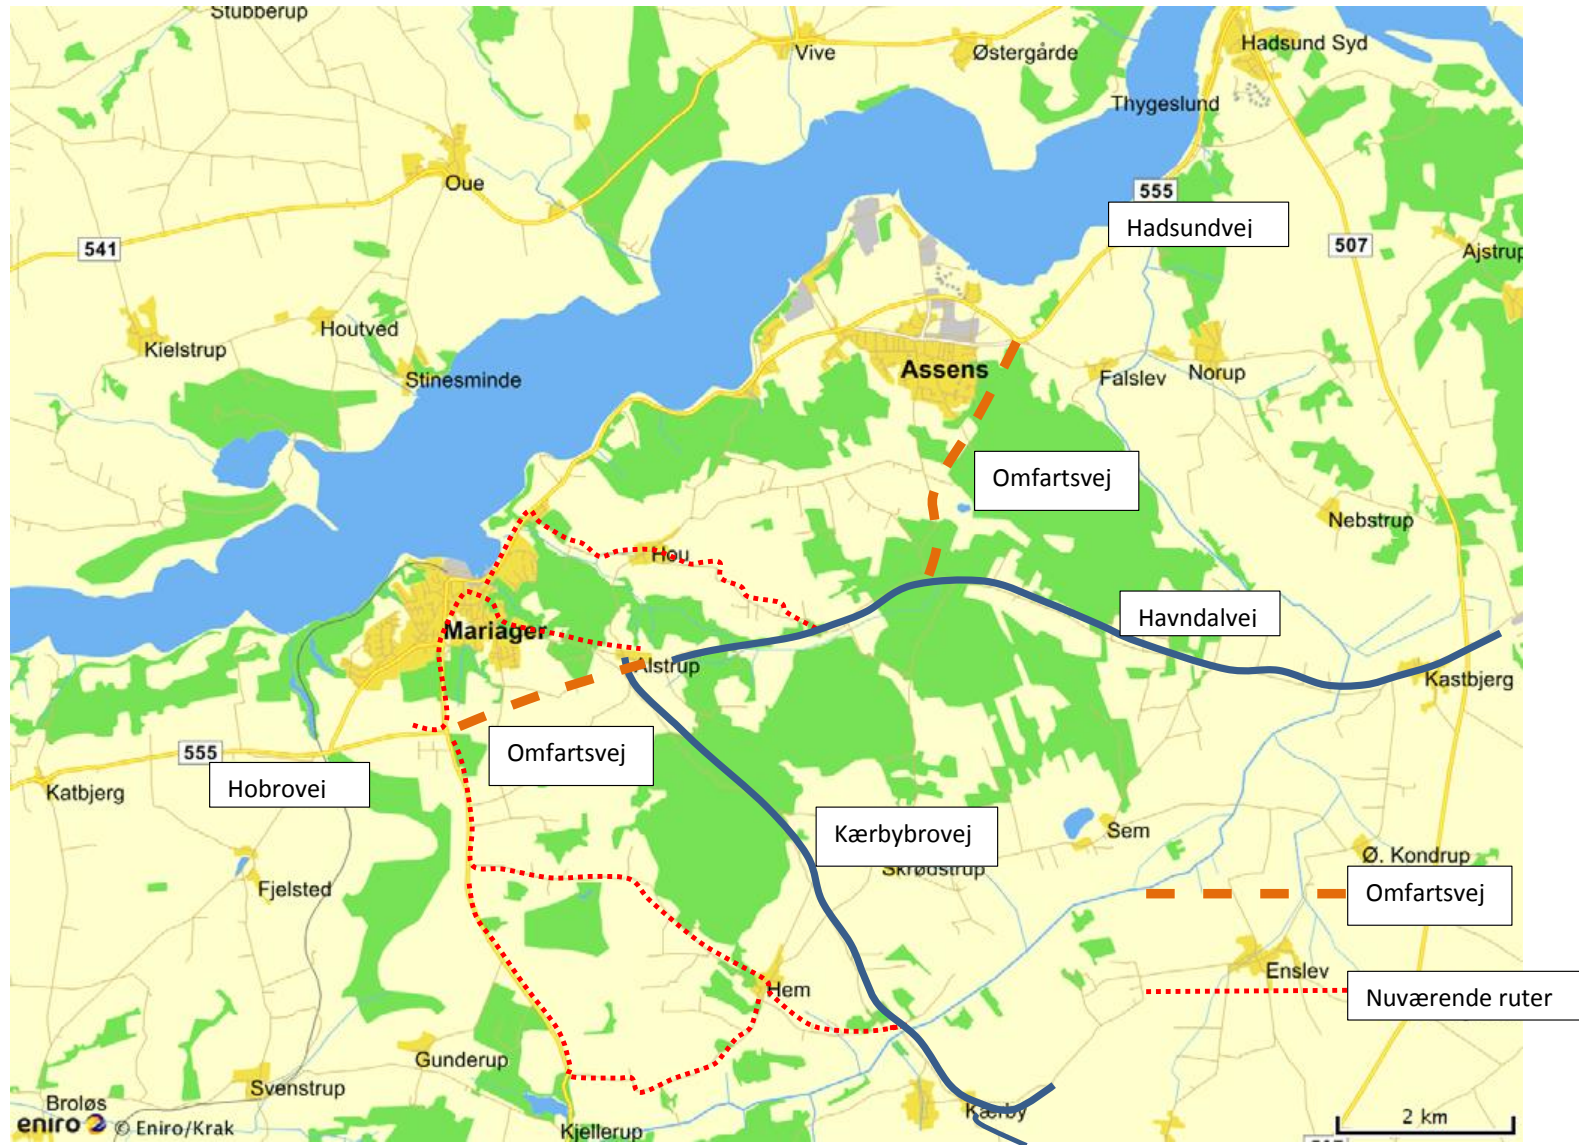 Stubberup
Vive
Østergårde
Hadsund Syd
Thygeslund
Oue
555
Hadsundvej
541
507
Ajstrup
Houtved
Kielstrup
Stinesminde
Assens
Falslev
Norup
Omfartsvej
Nebstrup
Hou
Havndalvej
Mariager
Alstrup
Kastbjerg
Omfartsvej
555
Hobrovej
Katbjerg
Kærbybrovej
Sem
Skrødstrup
Ø. Kondrup
Fjelsted
Omfartsvej
Enslev
Hem
Nuværende ruter
Gunderup
Svenstrup
Broløs
Kærby
2 km
eniro © Eniro/Krak
Kjellerup